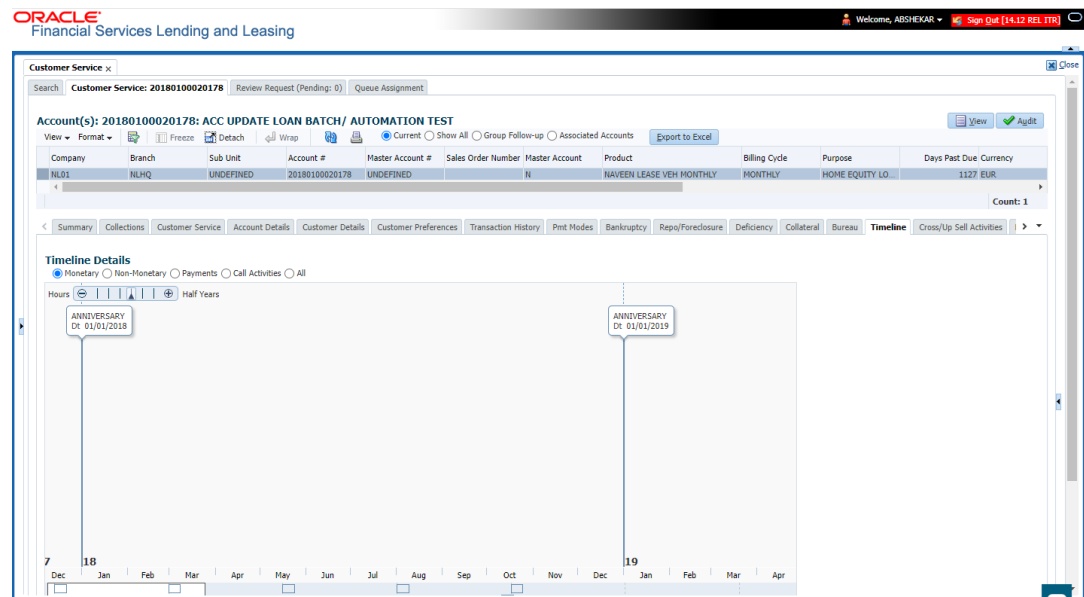 ORACLE
Financial Services Lending and Leasing
Welcome, ABSHEKAR
Sign Out [14.12 REL ITR]
Customer Service x
Close
Search Customer Service: 20180100020178 Review Request (Pending: 0) Queue Assignment
Account(s): 20180100020178: ACC UPDATE LOAN BATCH/ AUTOMATION TEST
View Audit
View Format Freeze Detach Wrap Current Show All Group Follow-up Associated Accounts Export to Excel
Company Branch Sub Unit Account # Master Account # Sales Order Number Master Account Product Billing Cycle Purpose Days Past Due Currency
NL01 NLHQ UNDEFINED 20180100020178 UNDEFINED N NAVEEN LEASE VEH MONTHLY MONTHLY HOME EQUITY LO... 1127 EUR
Count: 1
Summary Collections Customer Service Account Details Customer Details Customer Preferences Transaction History Pmt Modes Bankruptcy Repo/Foreclosure Deficiency Collateral Bureau Timeline Cross/Up Sell Activities
Timeline Details
Monetary Non-Monetary Payments Call Activities All
Hours Half Years
ANNIVERSARY
Dt 01/01/2018
ANNIVERSARY
Dt 01/01/2019
7 18 19
Dec Jan Feb Mar Apr May Jun Jul Aug Sep Oct Nov Dec Jan Feb Mar Apr